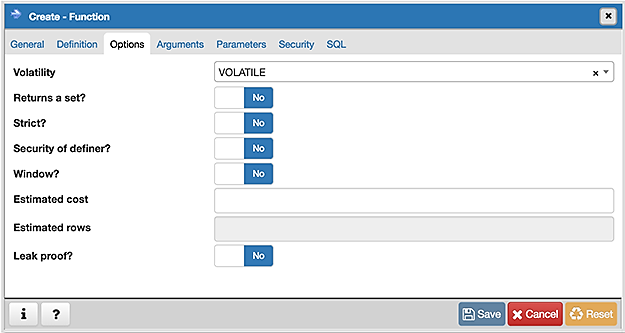 Create - Function
General Definition Options Arguments Parameters Security SQL
Volatility VOLATILE
Returns a set? No
Strict? No
Security of definer? No
Window? No
Estimated cost
Estimated rows
Leak proof? No
i ? Save Cancel Reset